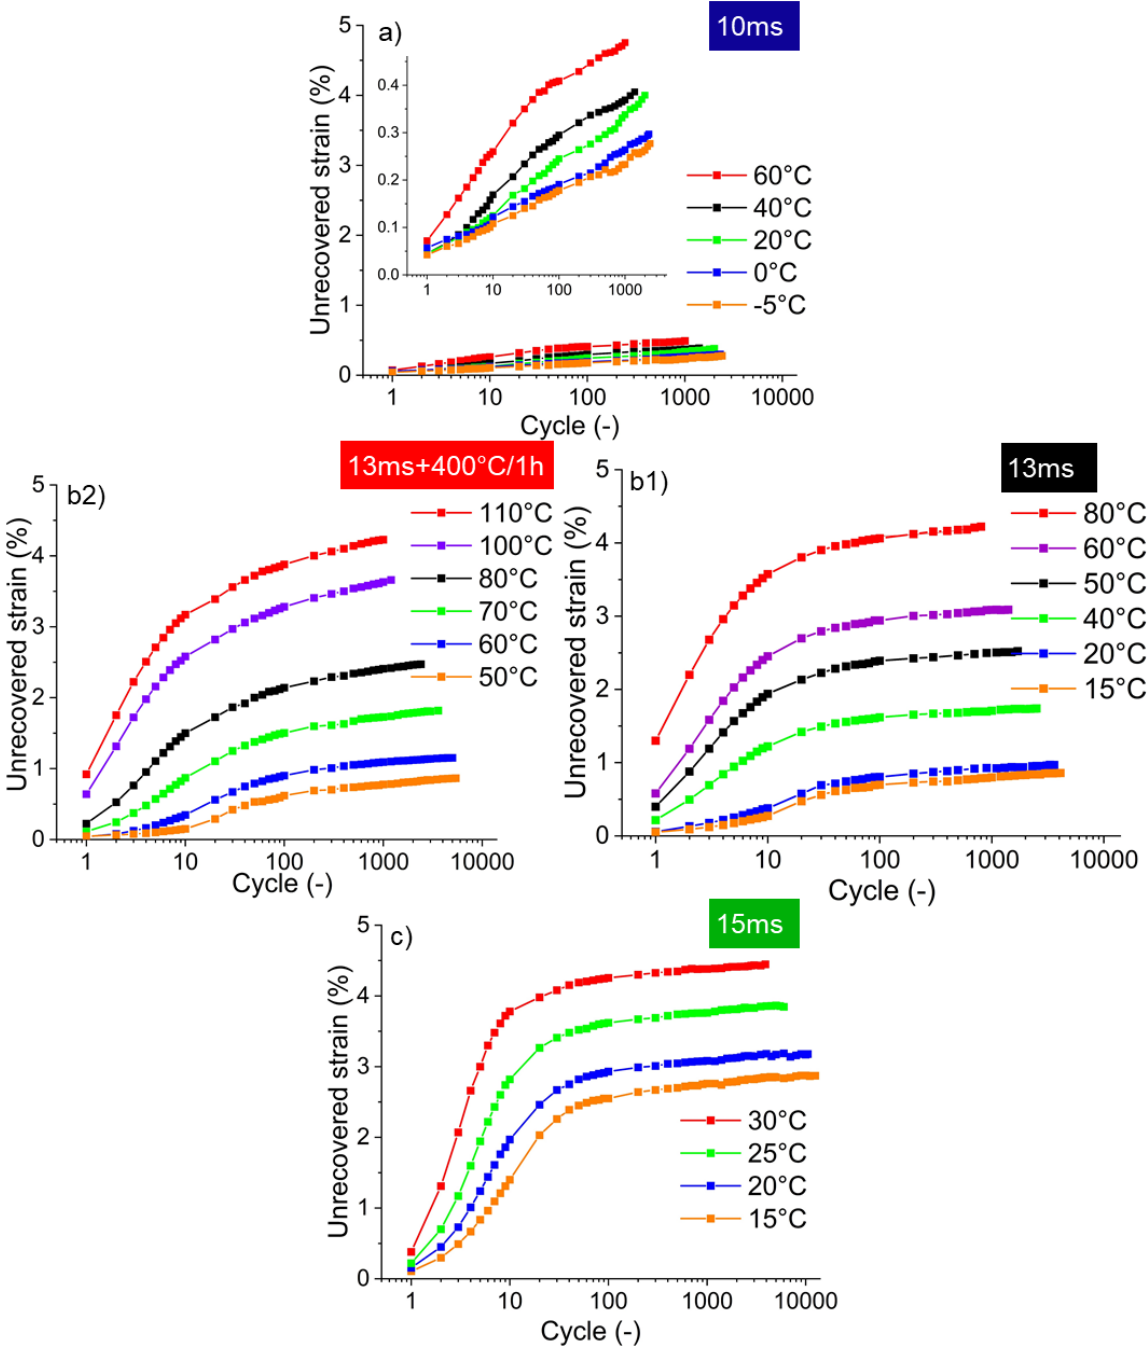 a)
10ms
Unrecovered strain (%)
5
4
3
2
1
0
0.4
0.3
0.2
0.1
0.0
1 10 100 1000
60°C
40°C
20°C
0°C
-5°C
1 10 100 1000 10000
Cycle (-)
b2)
13ms+400°C/1h
Unrecovered strain (%)
5
4
3
2
1
0
110°C
100°C
80°C
70°C
60°C
50°C
1 10 100 1000 10000
Cycle (-)
b1)
13ms
Unrecovered strain (%)
5
4
3
2
1
0
80°C
60°C
50°C
40°C
20°C
15°C
1 10 100 1000 10000
Cycle (-)
c)
15ms
Unrecovered strain (%)
5
4
3
2
1
0
30°C
25°C
20°C
15°C
1 10 100 1000 10000
Cycle (-)